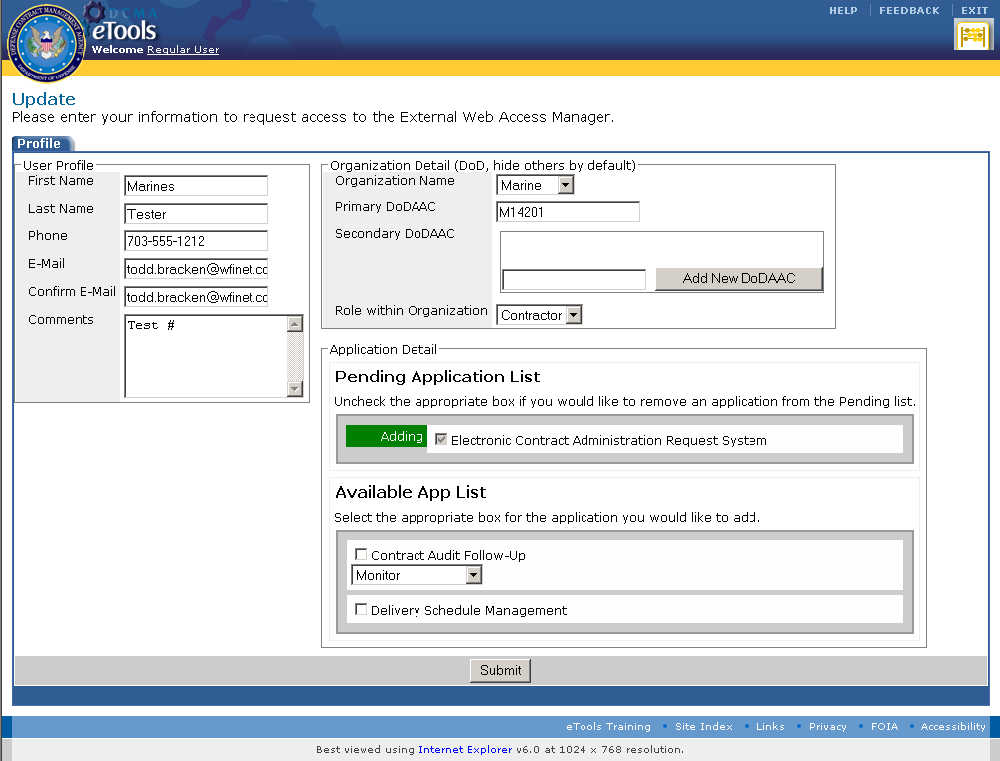 HELP FEEDBACK EXIT
DCMA
eTools
Welcome Regular User
DEFENSE CONTRACT MANAGEMENT AGENCY
DEPARTMENT OF DEFENSE
Update
Please enter your information to request access to the External Web Access Manager.
Profile
User Profile
First Name Marines
Last Name Tester
Phone 703-555-1212
E-Mail todd.bracken@wfinet.cc
Confirm E-Mail todd.bracken@wfinet.cc
Comments Test #
Organization Detail (DoD, hide others by default)
Organization Name Marine
Primary DoDAAC M14201
Secondary DoDAAC
Add New DoDAAC
Role within Organization Contractor
Application Detail
Pending Application List
Uncheck the appropriate box if you would like to remove an application from the Pending list.
Adding Electronic Contract Administration Request System
Available App List
Select the appropriate box for the application you would like to add.
Contract Audit Follow-Up
Monitor
Delivery Schedule Management
Submit
eTools Training • Site Index • Links • Privacy • FOIA • Accessibility
Best viewed using Internet Explorer v6.0 at 1024 x 768 resolution.